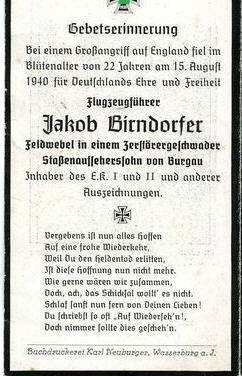 Gebetserinnerung
Bei einem Großangriff auf England fiel im
Blütenalter von 22 Jahren am 15. August
1940 für Deutschlands Ehre und Freiheit
Flugzeugführer
Jakob Birndorfer
Feldwebel in einem Zerstörergeschwader
Staßenaufsehersohn von Burgau
Inhaber des E.K. I und II und anderer
Auszeichnungen.
Vergebens ist nun alles Hoffen
Auf eine frohe Wiederkehr,
Weil Du den Heldentod erlitten,
Ist diese Hoffnung nun nicht mehr.
Wie gerne wären wir zusammen,
Doch, ach, das Schicksal wollt' es nicht.
Schlaf sanft nun fern von Deinen Lieben!
Du schriebst so oft „Auf Wiederseh'n!,
Doch nimmer sollte dies gescheh'n.
Buchdruckerei Karl Neuburger, Wasserburg a. J.